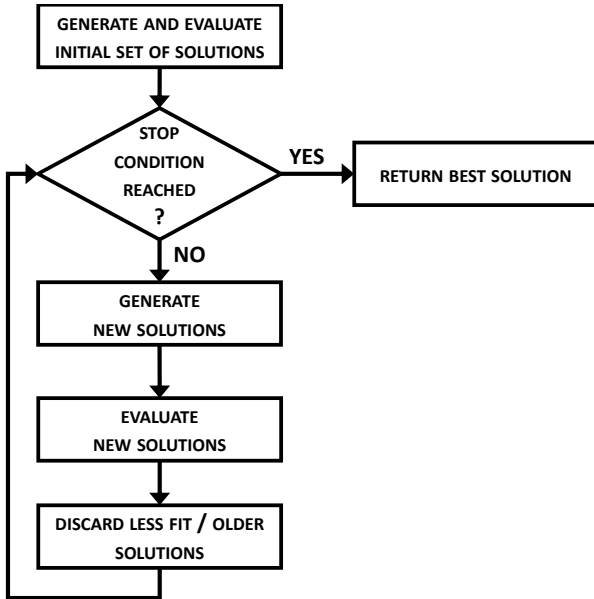 GENERATE AND EVALUATE
INITIAL SET OF SOLUTIONS
STOP
CONDITION
REACHED
?
YES
RETURN BEST SOLUTION
NO
GENERATE
NEW SOLUTIONS
EVALUATE
NEW SOLUTIONS
DISCARD LESS FIT / OLDER
SOLUTIONS